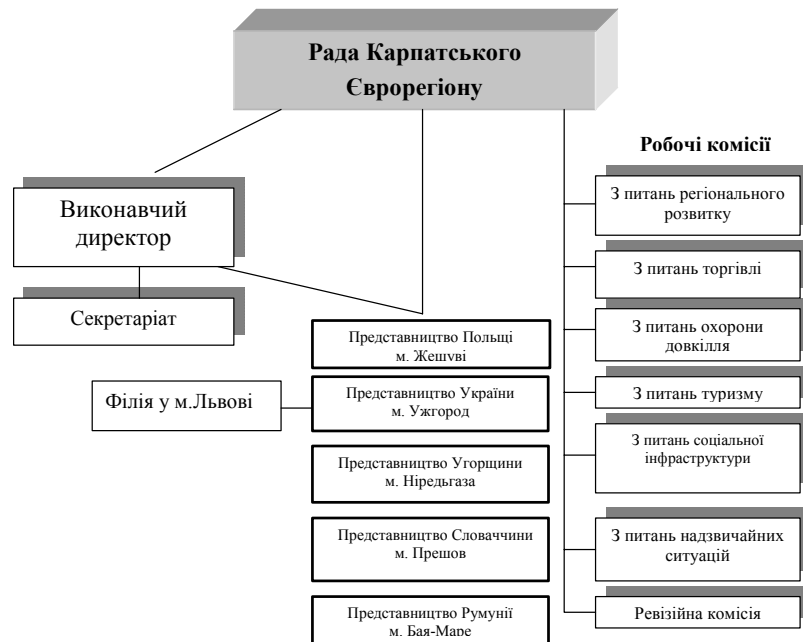 Рада Карпатського
Єврорегіону
Робочі комісії
Виконавчий
директор
Секретаріат
Філія у м.Львові
Представництво Польщі
м. Жешуві
Представництво України
м. Ужгород
Представництво Угорщини
м. Ніредьгаза
Представництво Словаччини
м. Прешов
Представництво Румунії
м. Бая-Маре
З питань регіонального
розвитку
З питань торгівлі
З питань охорони
довкілля
З питань туризму
З питань соціальної
інфраструктури
З питань надзвичайних
ситуацій
Ревізійна комісія